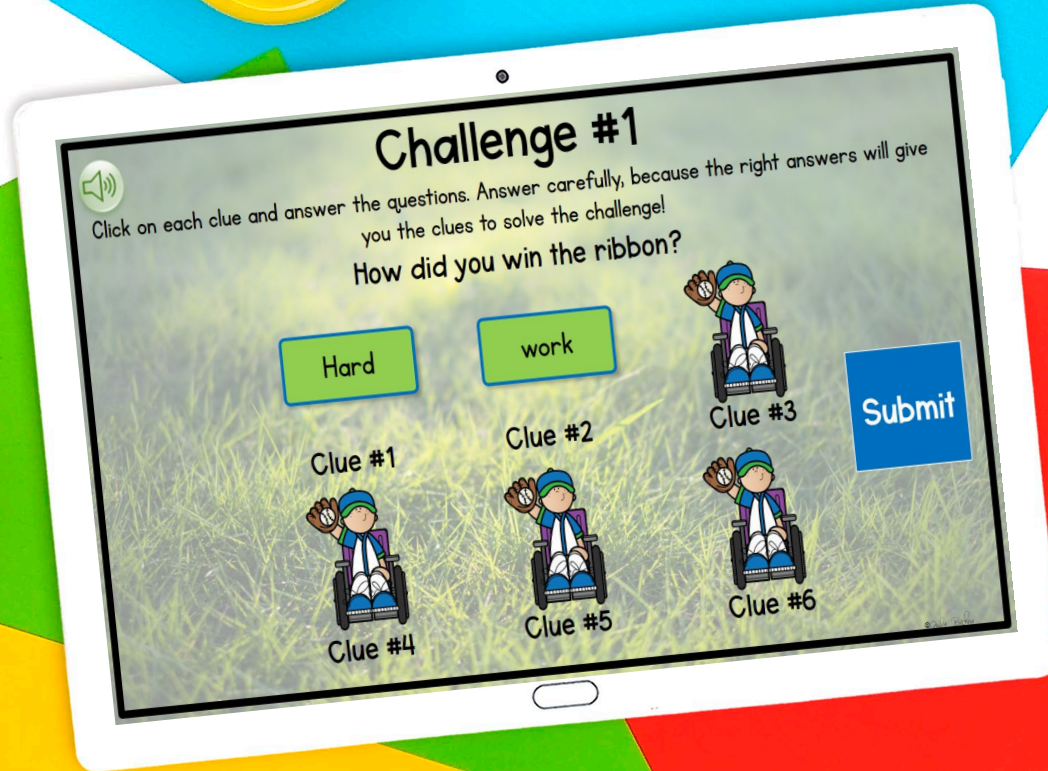 Challenge #1
Click on each clue and answer the questions. Answer carefully, because the right answers will give
you the clues to solve the challenge!
How did you win the ribbon?
Hard
work
Clue #1
Clue #2
Clue #3
Submit
Clue #4
Clue #5
Clue #6